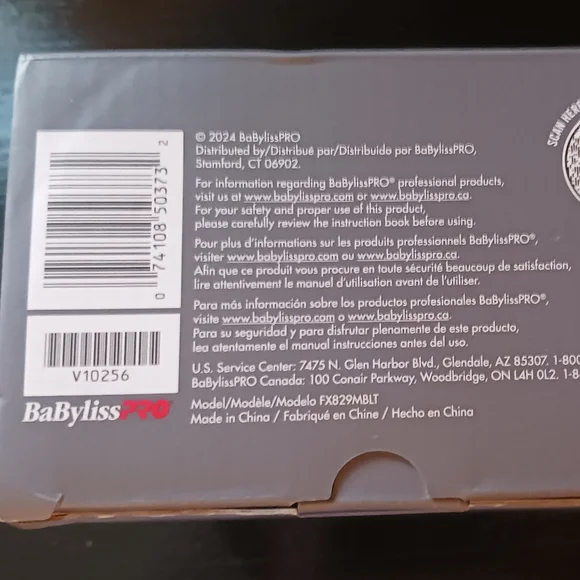 © 2024 BaBylissPRO
Distributed by/Distribué par/Distribuido por BaBylissPRO,
Stamford, CT 06902.
For information regarding BaBylissPRO® professional products,
visit us at www.babylisspro.com or www.babylisspro.ca.
For your safety and proper use of this product,
please carefully review the instruction book before using.
Pour plus d'informations sur les produits professionnels BaBylissPRO®,
visiter www.babylisspro.com ou www.babylisspro.ca.
Afin que ce produit vous procure en toute sécurité beaucoup de satisfaction,
lire attentivement le manuel d'utilisation avant de l'utiliser.
Para más información sobre los productos profesionales BaBylissPRO®,
visite www.babylisspro.com o www.babylisspro.ca.
Para su seguridad y para disfrutar plenamente de este producto,
lea atentamente el manual instrucciones antes del uso.
U.S. Service Center: 7475 N. Glen Harbor Blvd., Glendale, AZ 85307. 1-800
BaBylissPRO Canada: 100 Conair Parkway, Woodbridge, ON L4H 0L2. 1-8
Model/Modèle/Modelo FX829MBLT
Made in China / Fabriqué en Chine / Hecho en China
0 74108 50373 2
V10256
BaBylissPRO
SCAN HERE